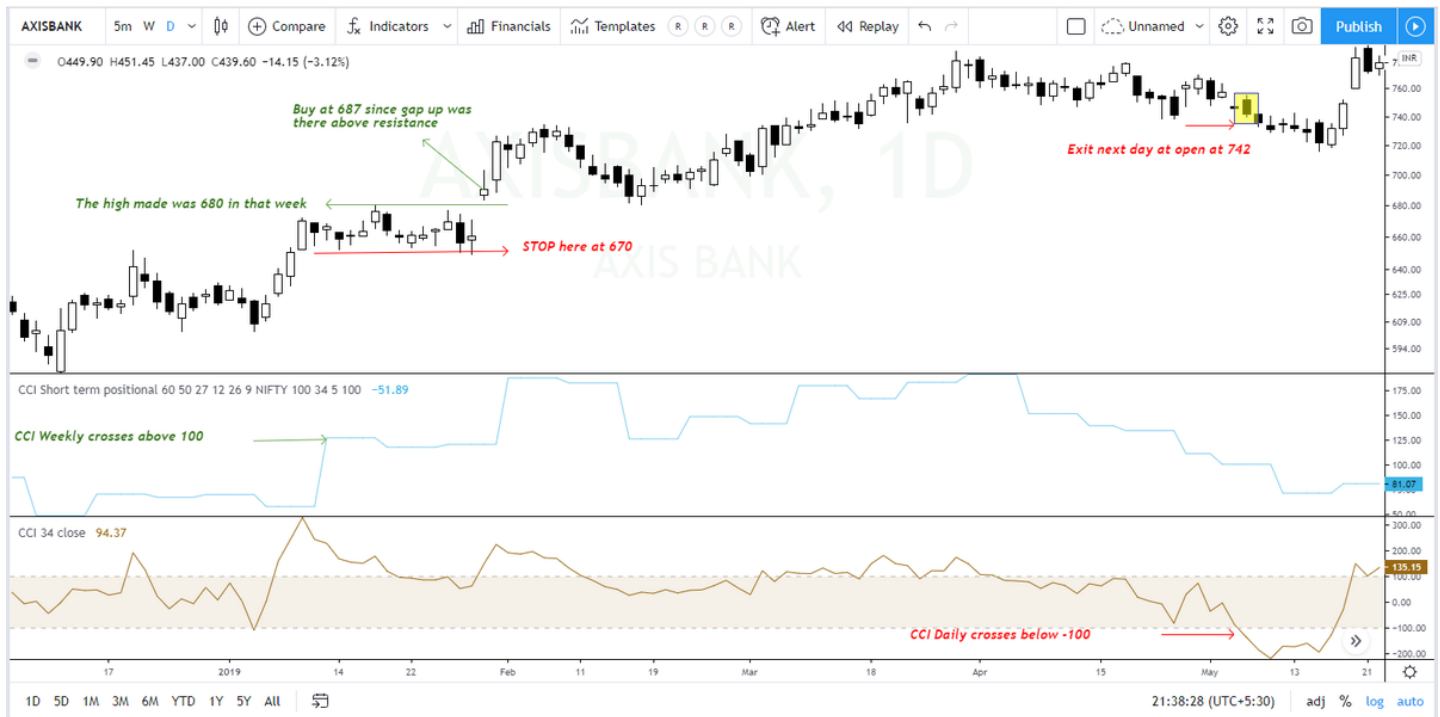 AXISBANK 5m W D Compare Indicators Financials Templates R R R Alert Replay Unnamed Publish
O449.90 H451.45 L437.00 C439.60 −14.15 (−3.12%)
INR
760.00
740.00
720.00
700.00
680.00
660.00
640.00
625.00
609.00
594.00
AXISBANK, 1D
AXIS BANK
Buy at 687 since gap up was
there above resistance
Exit next day at open at 742
The high made was 680 in that week
STOP here at 670
CCI Short term positional 60 50 27 12 26 9 NIFTY 100 34 5 100 −51.89
175.00
150.00
125.00
100.00
81.07
50.00
CCI Weekly crosses above 100
CCI 34 close 94.37
300.00
200.00
135.15
100.00
0.00
−100.00
−200.00
CCI Daily crosses below -100
17 2019 14 22 Feb 11 19 Mar 18 Apr 15 May 13 21
1D 5D 1M 3M 6M YTD 1Y 5Y All 21:38:28 (UTC+5:30) adj % log auto